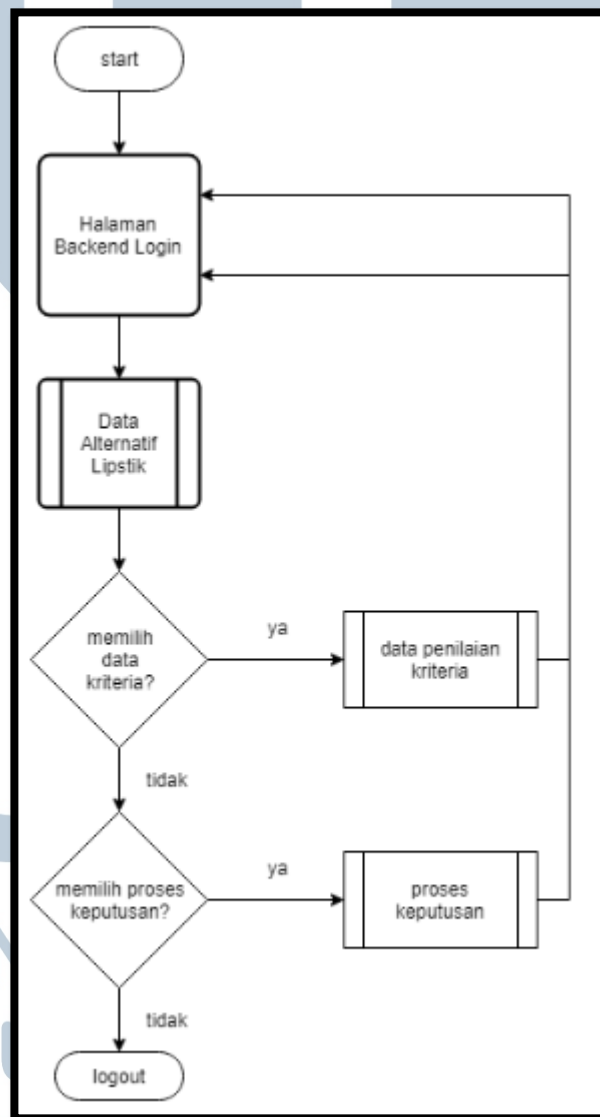 start
Halaman
Backend Login
Data
Alternatif
Lipstik
memilih
data
kriteria?
ya
data penilaian
kriteria
tidak
memilih proses
keputusan?
ya
proses
keputusan
tidak
logout